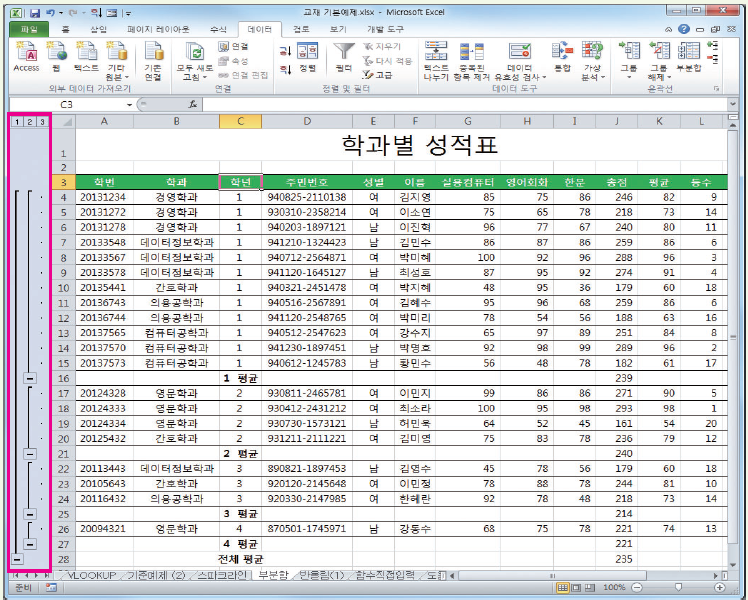 교재 기본예제.xlsx - Microsoft Excel
파일 홈 삽입 페이지 레이아웃 수식 데이터 검토 보기 개발 도구
Access 웹 텍스트 기타 원본 기존 연결
외부 데이터 가져오기
모두 새로 고침 연결 속성 연결 편집
연결
정렬 필터 지우기 다시 적용 고급
정렬 및 필터
텍스트 나누기 중복된 항목 제거 데이터 유효성 검사 통합 가상 분석
데이터 도구
그룹 그룹 해제 부분합
윤곽선
C3 fx
1 2 3 A B C D E F G H I J K L
1 학과별 성적표
2
3 학번 학과 학년 주민번호 성별 이름 실용컴퓨터 영어회화 한문 총점 평균 등수
4 20131234 경영학과 1 940825-2110138 여 김지영 85 75 86 246 82 9
5 20131272 경영학과 1 930310-2358214 여 이소연 75 65 78 218 73 14
6 20131278 경영학과 1 940203-1897121 남 이진혁 96 77 67 240 80 11
7 20133548 데이터정보학과 1 941210-1324423 남 김민수 86 87 86 259 86 6
8 20133567 데이터정보학과 1 940712-2564871 여 박미혜 100 92 96 288 96 3
9 20133578 데이터정보학과 1 941120-1645127 남 최성호 87 95 92 274 91 4
10 20135441 간호학과 1 940321-2451478 여 박지혜 48 95 36 179 60 18
11 20136743 의용공학과 1 940516-2567891 여 김혜수 95 96 68 259 86 6
12 20136744 의용공학과 1 941120-2548765 여 박미리 78 54 56 188 63 16
13 20137565 컴퓨터공학과 1 940512-2547623 여 강수지 65 97 89 251 84 8
14 20137570 컴퓨터공학과 1 941230-1897451 남 박명호 92 98 99 289 96 2
15 20137573 컴퓨터공학과 1 940612-1245783 남 황민수 56 48 78 182 61 17
16 1 평균 239
17 20124328 영문학과 2 930811-2465781 여 이민지 99 86 86 271 90 5
18 20124333 영문학과 2 930412-2431212 여 최소라 100 95 98 293 98 1
19 20124334 영문학과 2 930730-1573121 남 허민욱 64 52 45 161 54 20
20 20125432 간호학과 2 931211-2111221 여 김미영 75 83 78 236 79 12
21 2 평균 240
22 20113443 데이터정보학과 3 890821-1897453 남 김영수 45 78 56 179 60 18
23 20105643 간호학과 3 920120-2145648 여 이민정 78 88 78 244 81 10
24 20116432 의용공학과 3 920330-2147985 여 한혜란 92 78 48 218 73 14
25 3 평균 214
26 20094321 영문학과 4 870501-1745971 남 강동수 68 75 78 221 74 13
27 4 평균 221
28 전체 평균 235
VLOOKUP 기준예제 (2) 스파크라인 부분합 반올림(1) 함수직접입력
준비 100%